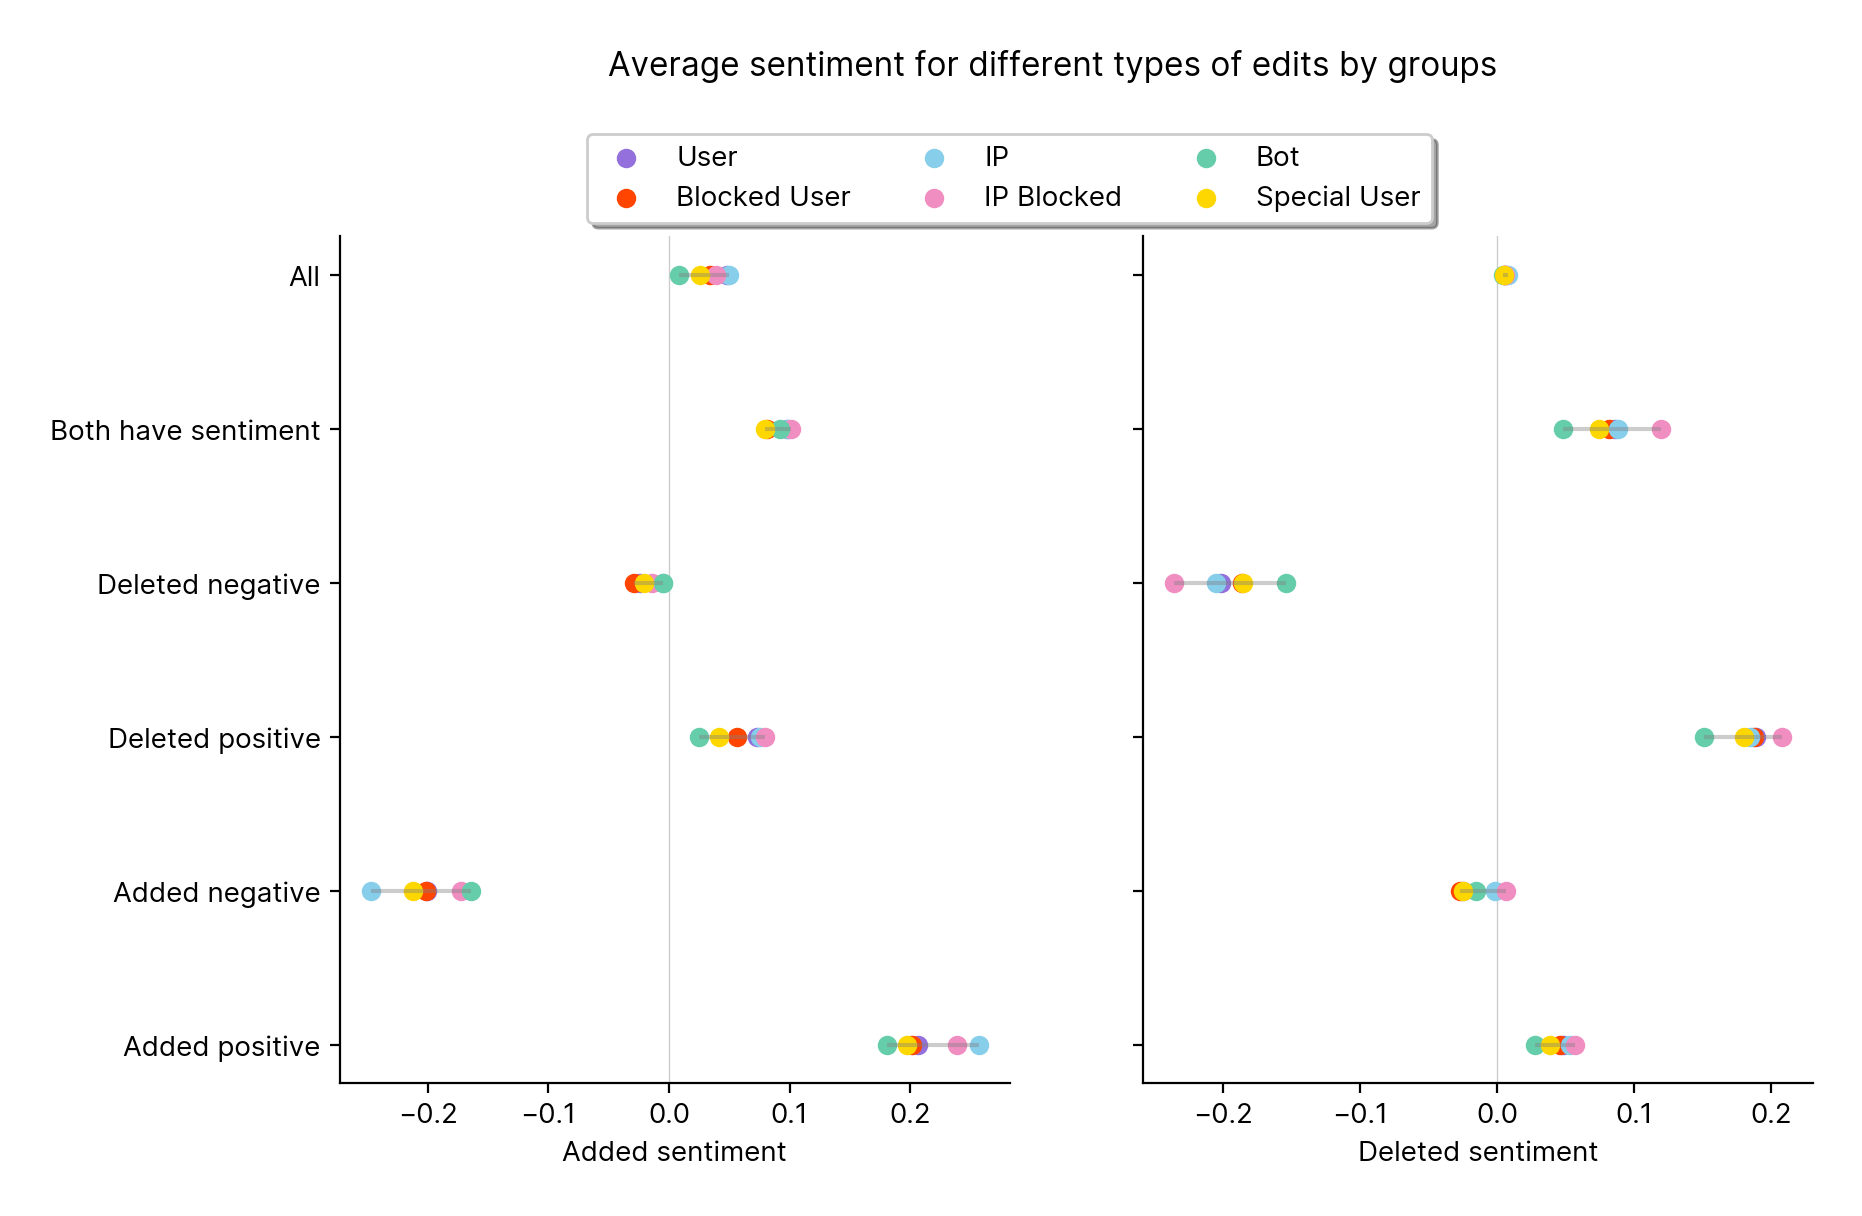 Average sentiment for different types of edits by groups
User IP Bot
Blocked User IP Blocked Special User
All
Both have sentiment
Deleted negative
Deleted positive
Added negative
Added positive
−0.2 −0.1 0.0 0.1 0.2 −0.2 −0.1 0.0 0.1 0.2
Added sentiment Deleted sentiment